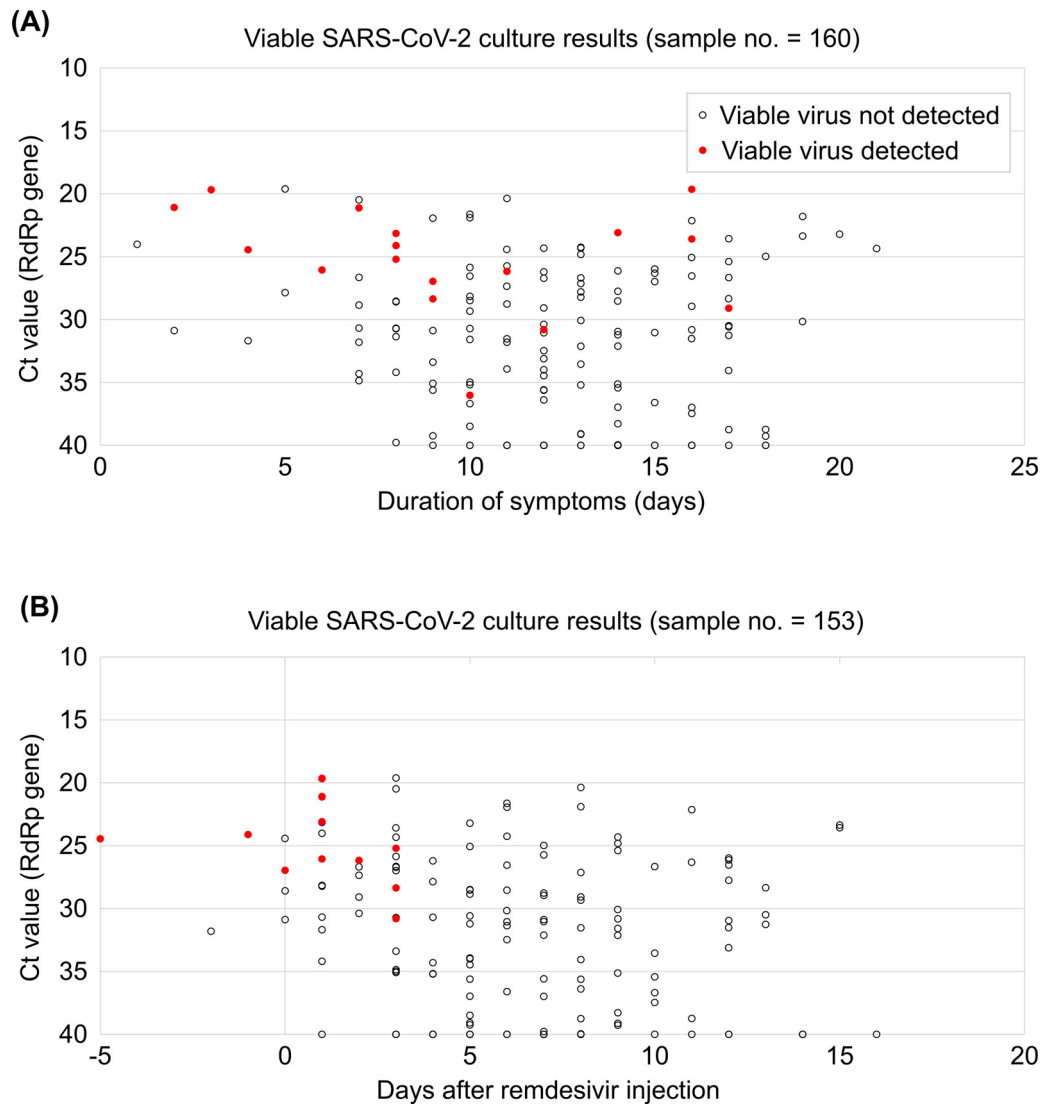 (A)
Viable SARS-CoV-2 culture results (sample no. = 160)
10
15
20
25
30
35
40
Ct value (RdRp gene)
Viable virus not detected
Viable virus detected
0
5
10
15
20
25
Duration of symptoms (days)
(B)
Viable SARS-CoV-2 culture results (sample no. = 153)
10
15
20
25
30
35
40
Ct value (RdRp gene)
-5
0
5
10
15
20
Days after remdesivir injection